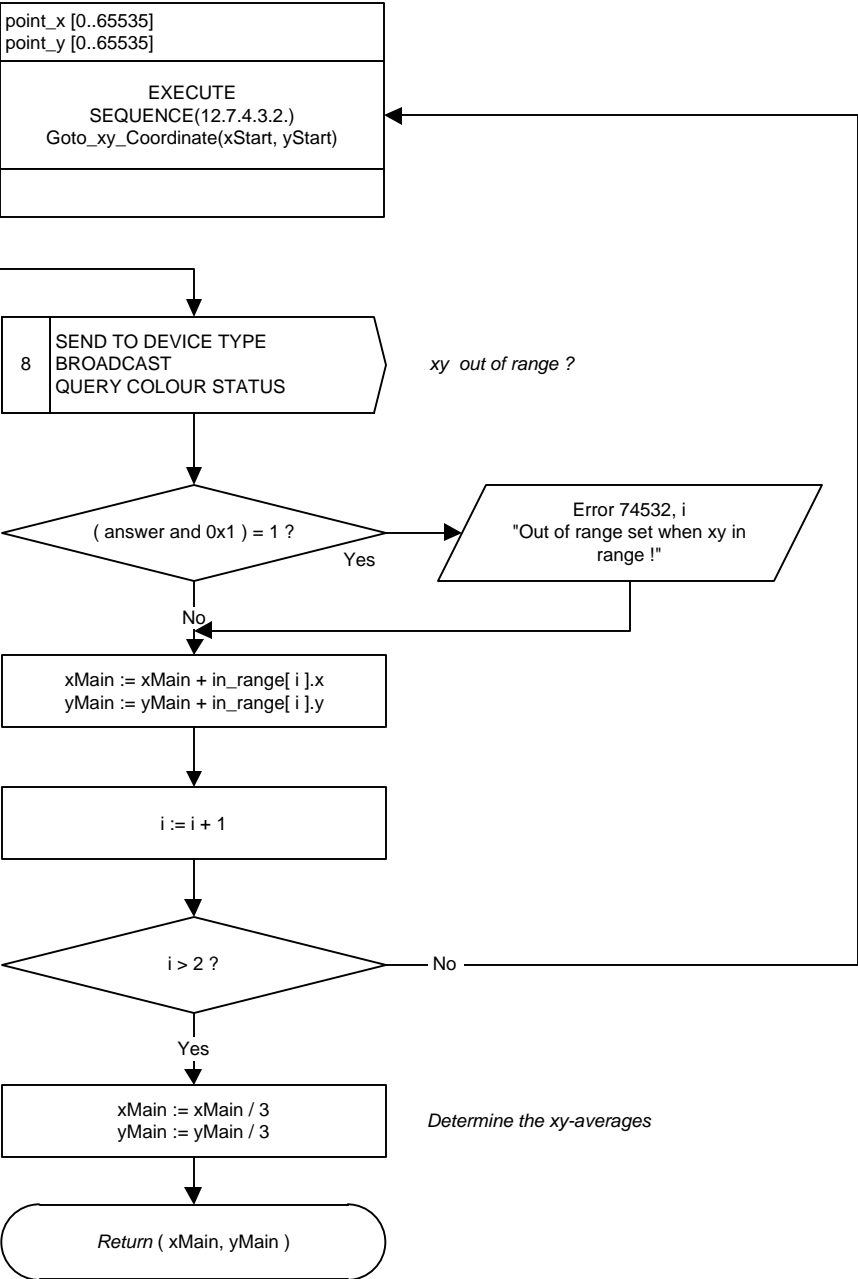 point_x [0..65535]
point_y [0..65535]
EXECUTE
SEQUENCE(12.7.4.3.2.)
Goto_xy_Coordinate(xStart, yStart)
8
SEND TO DEVICE TYPE
BROADCAST
QUERY COLOUR STATUS
xy out of range ?
( answer and 0x1 ) = 1 ?
Yes
Error 74532, i
"Out of range set when xy in
range !"
No
xMain := xMain + in_range[ i ].x
yMain := yMain + in_range[ i ].y
i := i + 1
i > 2 ?
No
Yes
xMain := xMain / 3
yMain := yMain / 3
Determine the xy-averages
Return ( xMain, yMain )